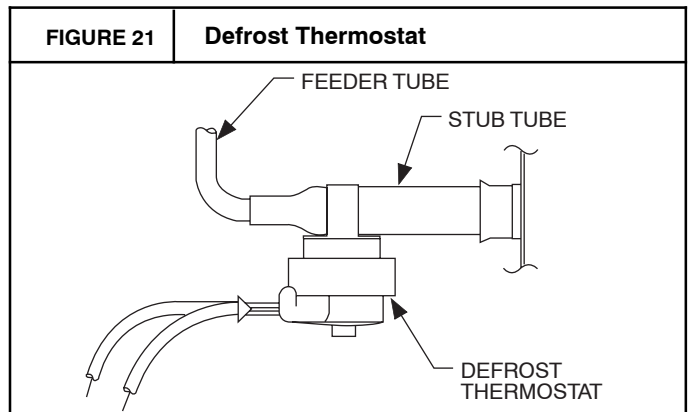 FIGURE 21 Defrost Thermostat
FEEDER TUBE
STUB TUBE
DEFROST
THERMOSTAT